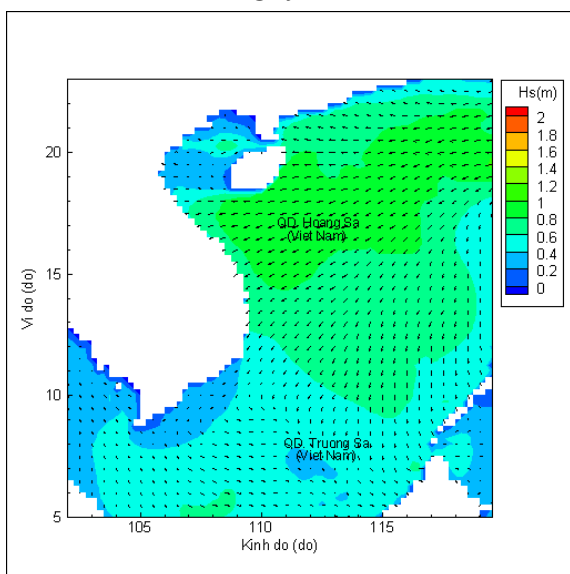 Hs(m)
2
1.8
1.6
1.4
1.2
1
0.8
0.6
0.4
0.2
0
20
15
10
5
Vi do (do)
QD. Hoang Sa
(Viet Nam)
QD. Truong Sa
(Viet Nam)
105
110
115
Kinh do (do)